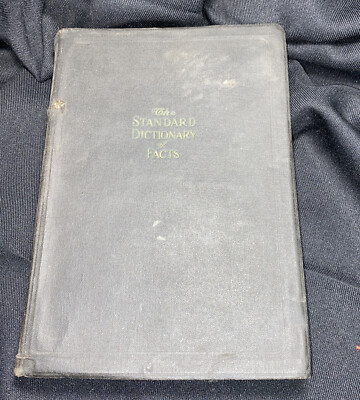 The
STANDARD
DICTIONARY
of
FACTS